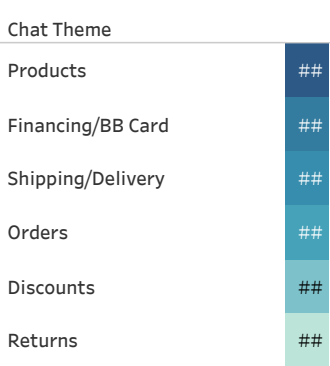 Chat Theme
Products ##
Financing/BB Card ##
Shipping/Delivery ##
Orders ##
Discounts ##
Returns ##